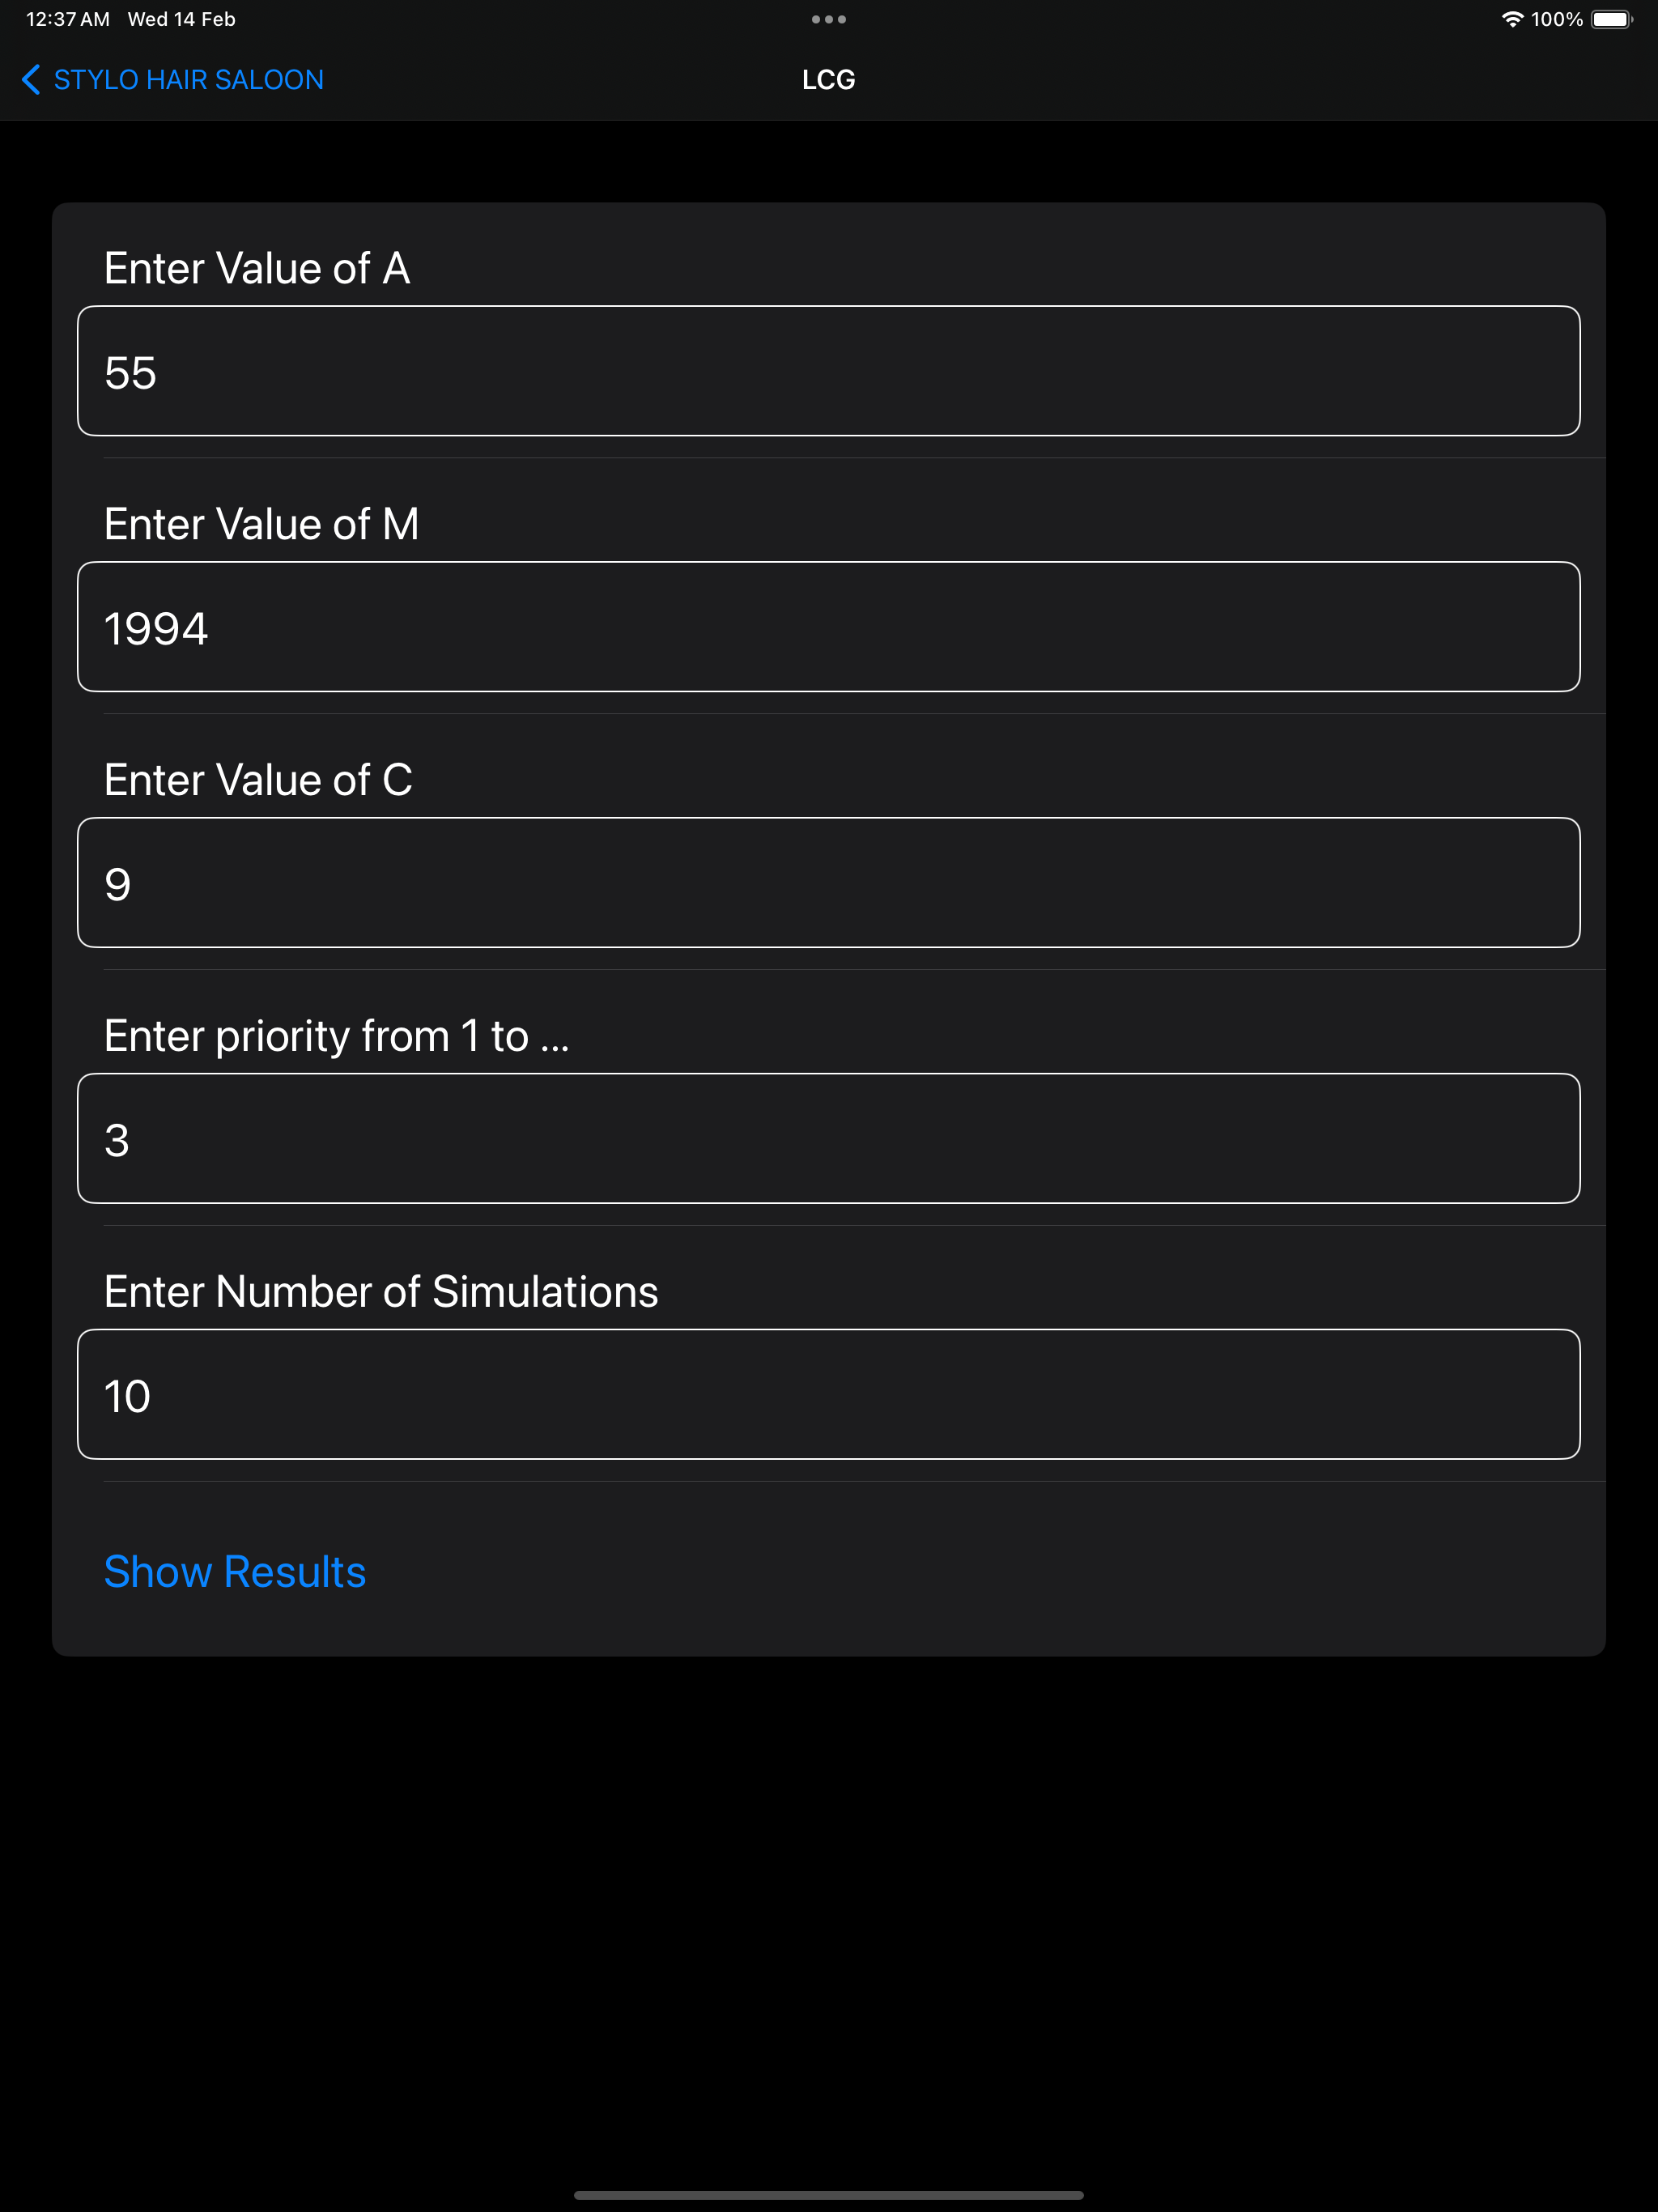 12:37 AM Wed 14 Feb
100%
STYLO HAIR SALOON
LCG
Enter Value of A
55
Enter Value of M
1994
Enter Value of C
9
Enter priority from 1 to ...
3
Enter Number of Simulations
10
Show Results